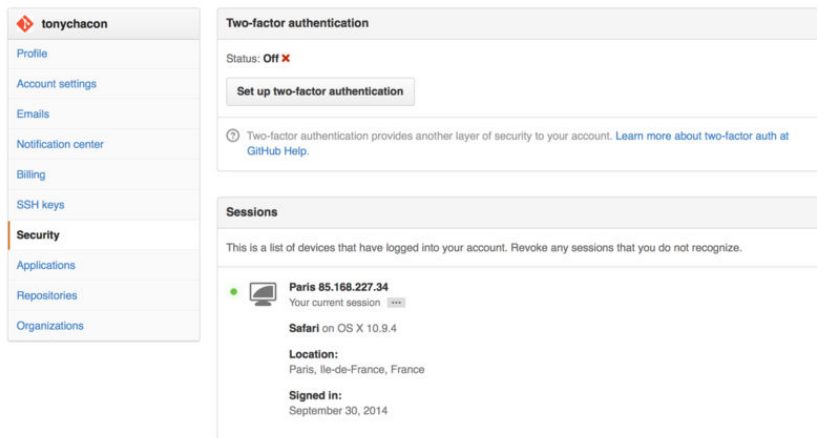 tonychacon
Profile
Account settings
Emails
Notification center
Billing
SSH keys
Security
Applications
Repositories
Organizations
Two-factor authentication
Status: Off ✖
Set up two-factor authentication
Two-factor authentication provides another layer of security to your account. Learn more about two-factor auth at
GitHub Help.
Sessions
This is a list of devices that have logged into your account. Revoke any sessions that you do not recognize.
Paris 85.168.227.34
Your current session ···
Safari on OS X 10.9.4
Location:
Paris, Ile-de-France, France
Signed in:
September 30, 2014